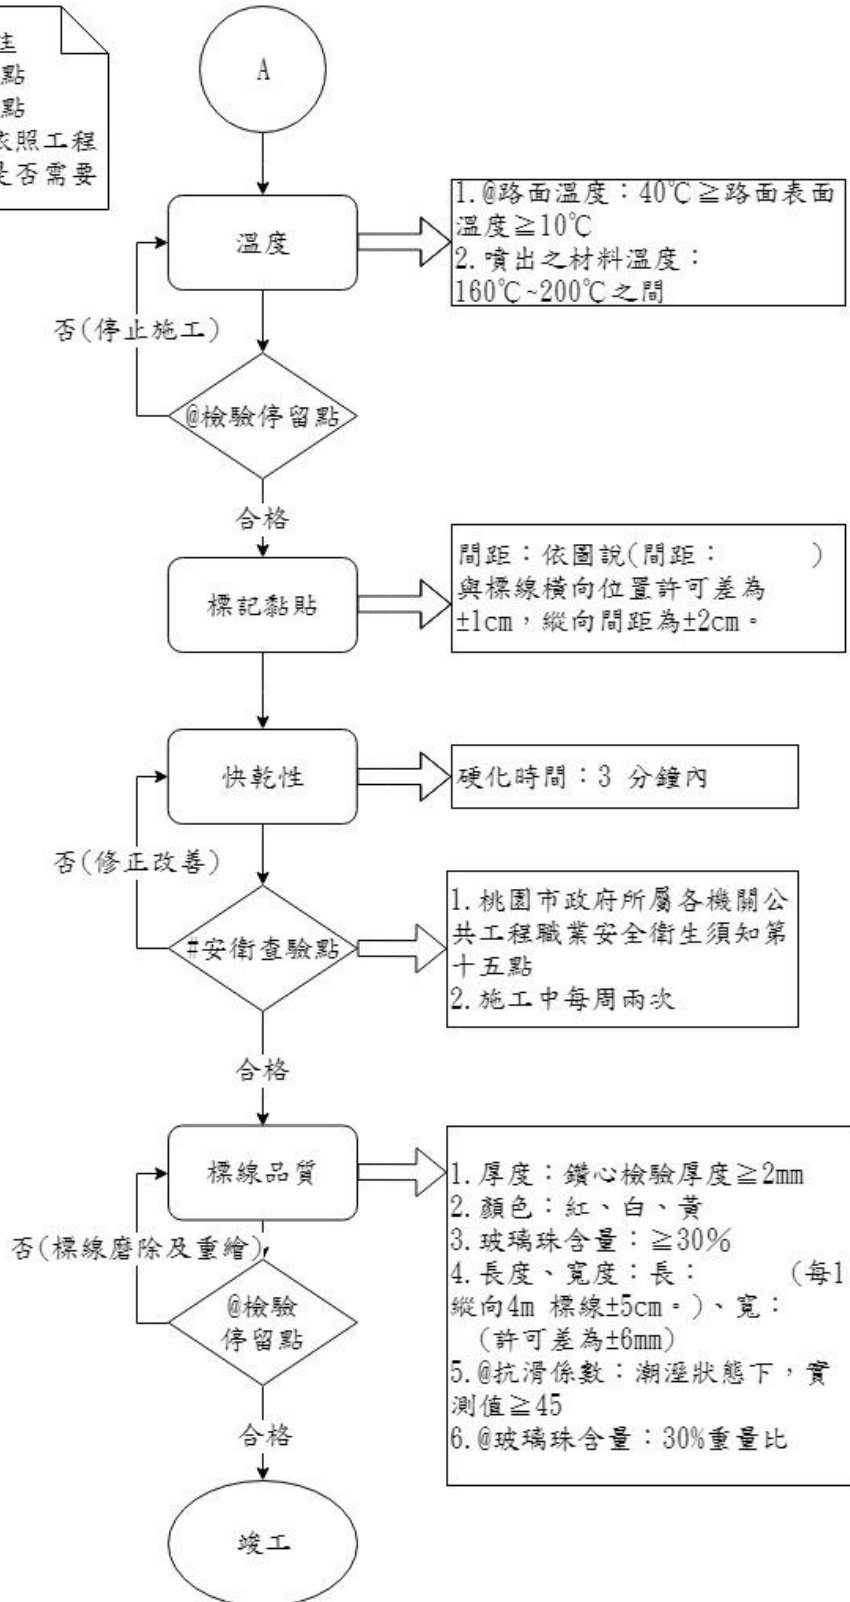 註
點
點
依照工程
是否需要
A
溫度
1.@路面溫度：40℃≧路面表面
溫度≧10℃
2.噴出之材料溫度：
160℃~200℃之間
否(停止施工)
@檢驗停留點
合格
標記黏貼
間距：依圖說(間距：　　　)
與標線橫向位置許可差為
±1cm，縱向間距為±2cm。
快乾性
硬化時間：3 分鐘內
否(修正改善)
#安衛查驗點
1.桃園市政府所屬各機關公
共工程職業安全衛生須知第
十五點
2.施工中每周兩次
合格
標線品質
1.厚度：鑽心檢驗厚度≧2mm
2.顏色：紅、白、黃
3.玻璃珠含量：≧30%
4.長度、寬度：長：　　　(每1
縱向4m 標線±5cm。)、寬：
(許可差為±6mm)
5.@抗滑係數：潮溼狀態下，實
測值≧45
6.@玻璃珠含量：30%重量比
否(標線磨除及重繪)
@檢驗
停留點
合格
竣工